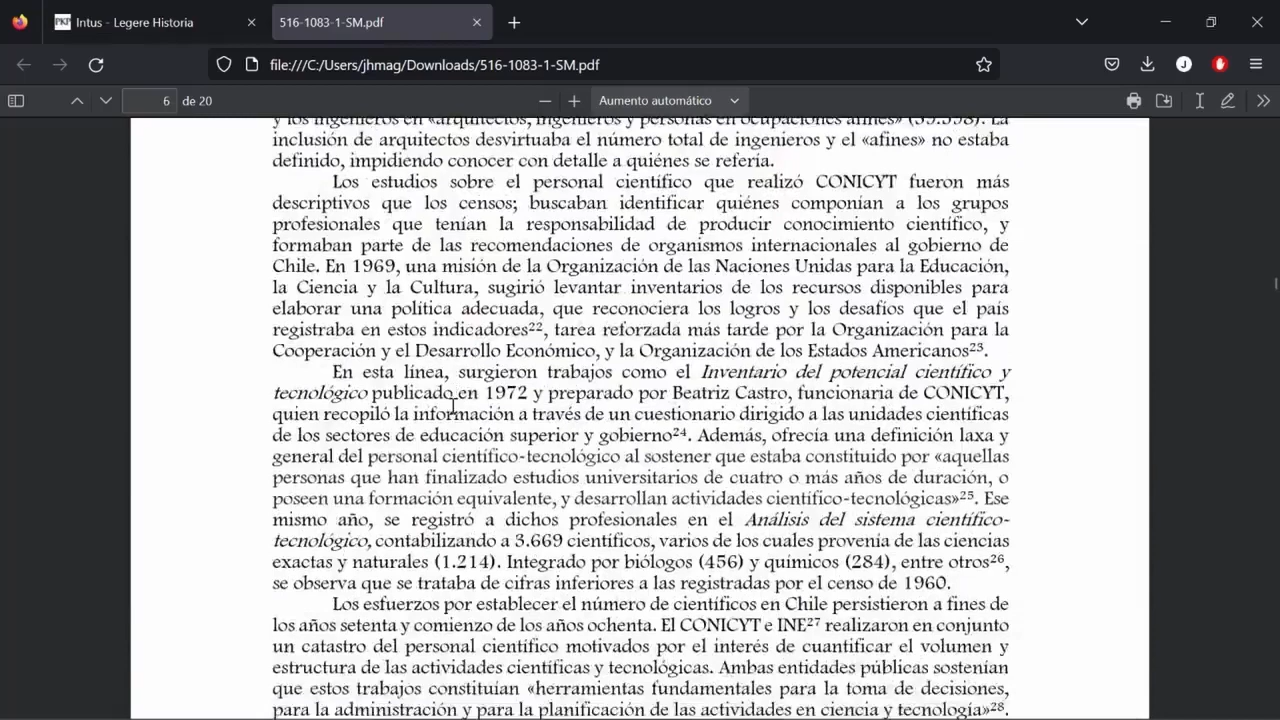 Intus - Legere Historia
516-1083-1-SM.pdf
file:///C:/Users/jhmag/Downloads/516-1083-1-SM.pdf
J
6 de 20
Aumento automático
y los ingenieros en «arquitectos, ingenieros y personas en ocupaciones afines» (35.398). La
inclusión de arquitectos desvirtuaba el número total de ingenieros y el «afines» no estaba
definido, impidiendo conocer con detalle a quiénes se refería.
Los estudios sobre el personal científico que realizó CONICYT fueron más
descriptivos que los censos; buscaban identificar quiénes componían a los grupos
profesionales que tenían la responsabilidad de producir conocimiento científico, y
formaban parte de las recomendaciones de organismos internacionales al gobierno de
Chile. En 1969, una misión de la Organización de las Naciones Unidas para la Educación,
la Ciencia y la Cultura, sugirió levantar inventarios de los recursos disponibles para
elaborar una política adecuada, que reconociera los logros y los desafíos que el país
registraba en estos indicadores²², tarea reforzada más tarde por la Organización para la
Cooperación y el Desarrollo Económico, y la Organización de los Estados Americanos²³.
En esta línea, surgieron trabajos como el Inventario del potencial científico y
tecnológico publicado en 1972 y preparado por Beatriz Castro, funcionaria de CONICYT,
quien recopiló la información a través de un cuestionario dirigido a las unidades científicas
de los sectores de educación superior y gobierno²⁴. Además, ofrecía una definición laxa y
general del personal científico-tecnológico al sostener que estaba constituido por «aquellas
personas que han finalizado estudios universitarios de cuatro o más años de duración, o
poseen una formación equivalente, y desarrollan actividades científico-tecnológicas»²⁵. Ese
mismo año, se registró a dichos profesionales en el Análisis del sistema científico-
tecnológico, contabilizando a 3.669 científicos, varios de los cuales provenía de las ciencias
exactas y naturales (1.214). Integrado por biólogos (456) y químicos (284), entre otros²⁶,
se observa que se trataba de cifras inferiores a las registradas por el censo de 1960.
Los esfuerzos por establecer el número de científicos en Chile persistieron a fines de
los años setenta y comienzo de los años ochenta. El CONICYT e INE²⁷ realizaron en conjunto
un catastro del personal científico motivados por el interés de cuantificar el volumen y
estructura de las actividades científicas y tecnológicas. Ambas entidades públicas sostenían
que estos trabajos constituían «herramientas fundamentales para la toma de decisiones,
para la administración y para la planificación de las actividades en ciencia y tecnología»²⁸.